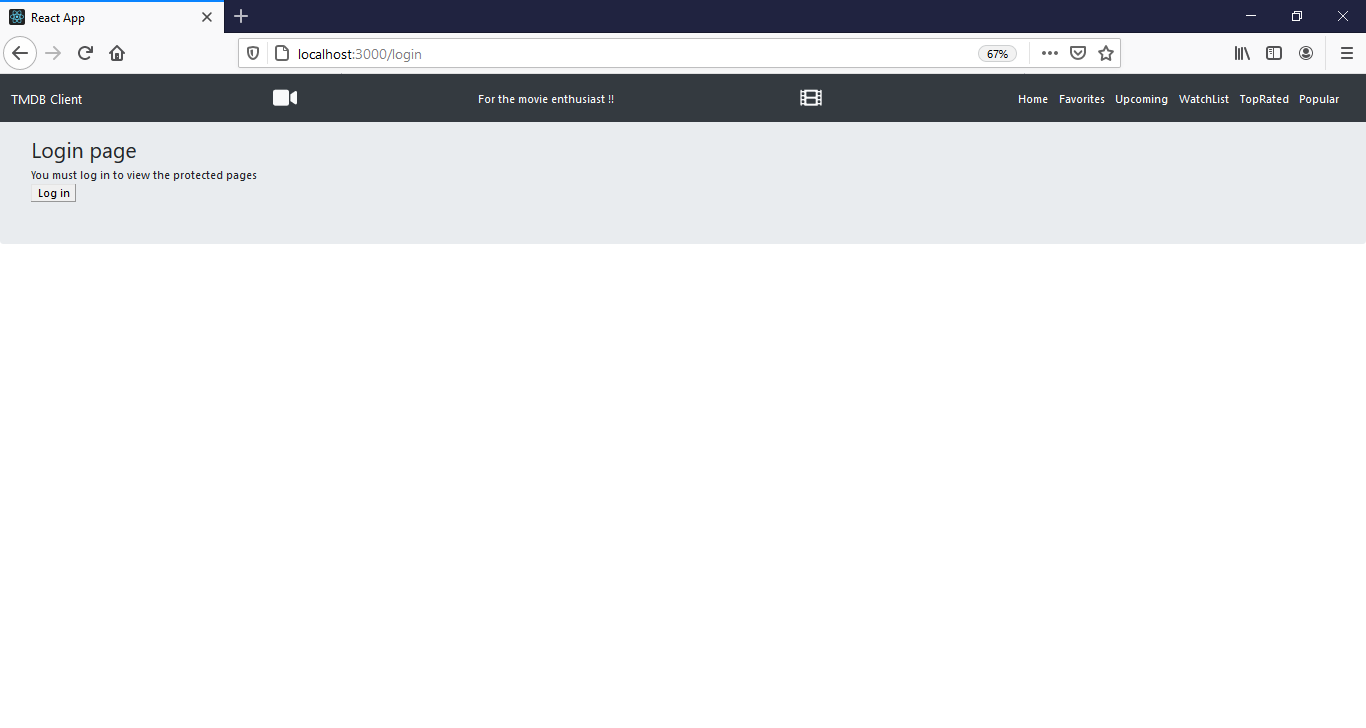 React App
localhost:3000/login
67%
TMDB Client
For the movie enthusiast !!
Home Favorites Upcoming WatchList TopRated Popular
Login page
You must log in to view the protected pages
Log in